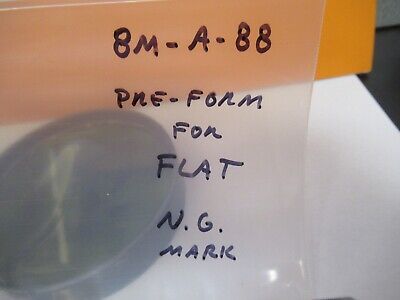 8M-A-88
PRE-FORM
FOR
FLAT
N.G.
MARK